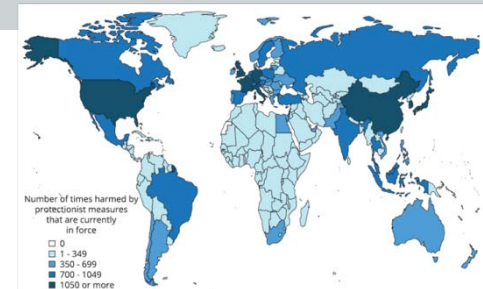 Number of times harmed by
protectionist measures
that are currently
in force
0
1 - 349
350 - 699
700 - 1049
1050 or more